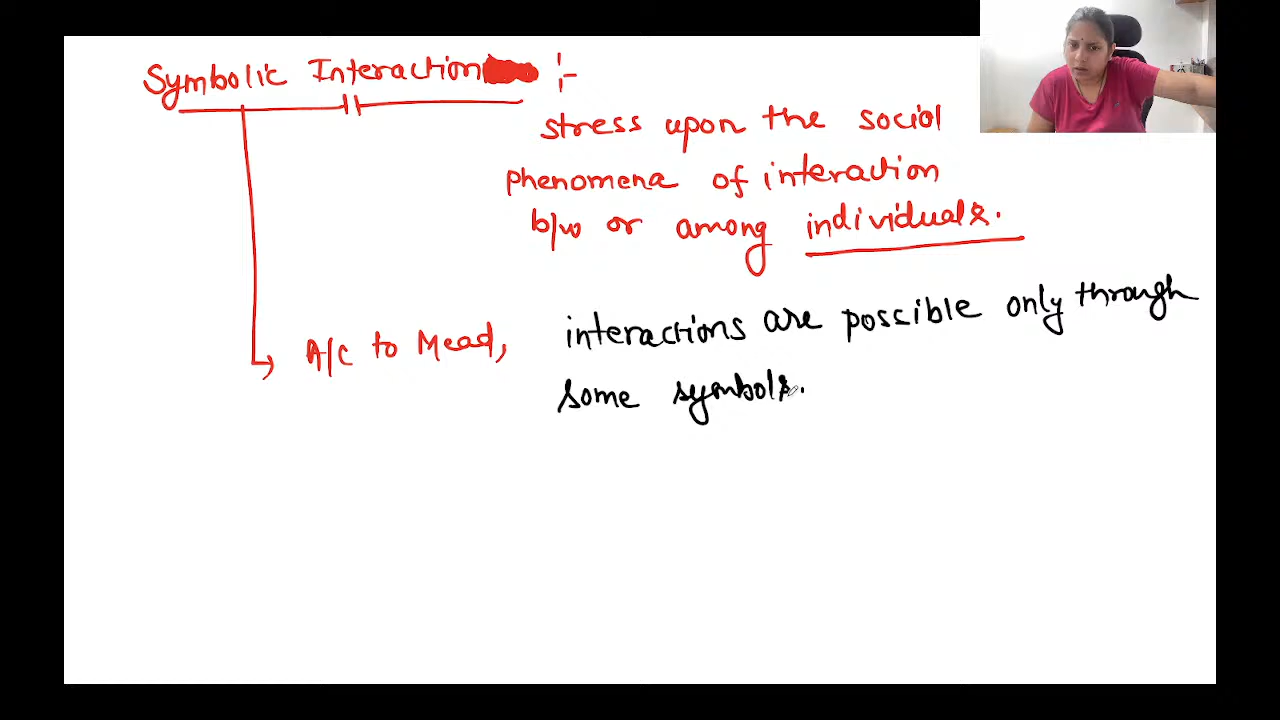 Symbolic Interaction :-
stress upon the social
phenomena of interaction
b/w or among individuals.
A/C to Mead,
interactions are possible only through
some symbols.